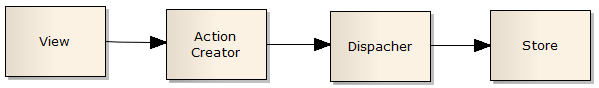 View
Action
Creator
Dispacher
Store